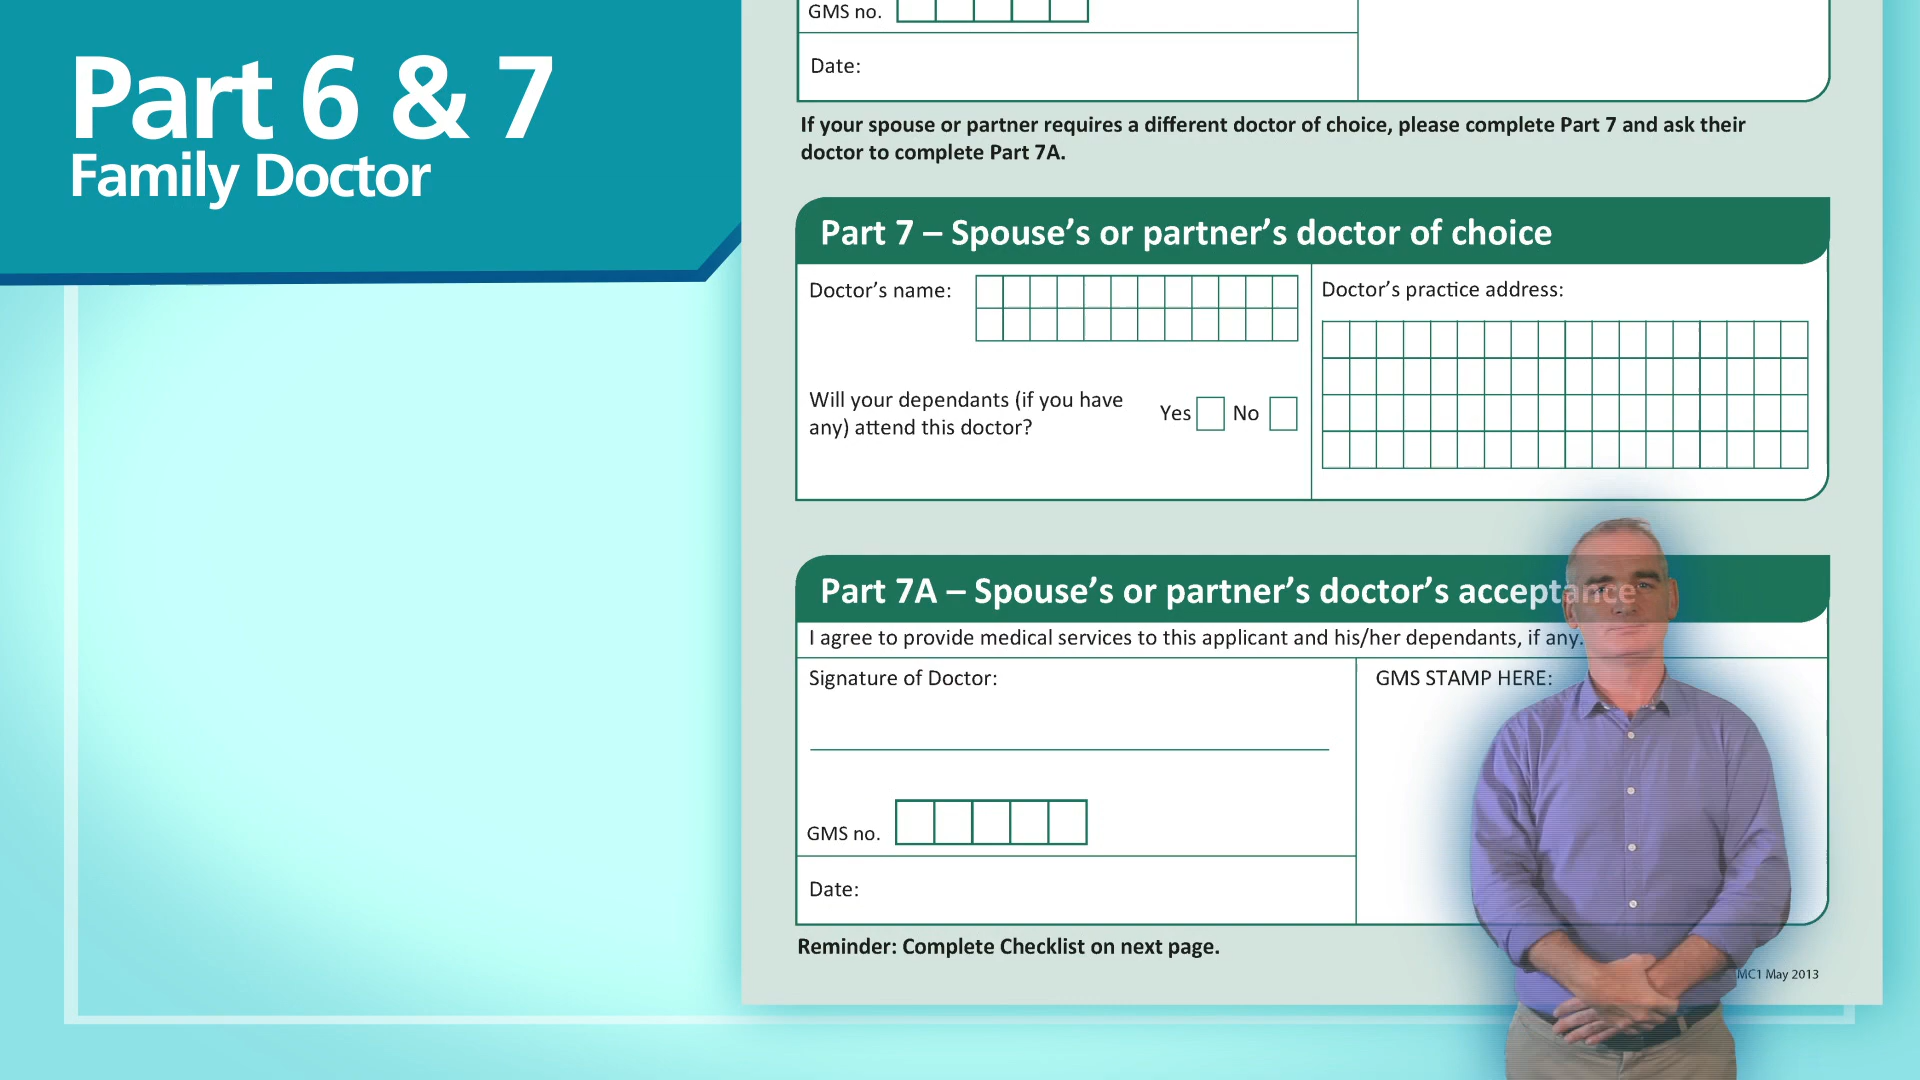 Part 6 & 7
Family Doctor
GMS no.
Date:
If your spouse or partner requires a different doctor of choice, please complete Part 7 and ask their
doctor to complete Part 7A.
Part 7 – Spouse’s or partner’s doctor of choice
Doctor’s name:
Doctor’s practice address:
Will your dependants (if you have
any) attend this doctor?
Yes No
Part 7A – Spouse’s or partner’s doctor’s acceptance
I agree to provide medical services to this applicant and his/her dependants, if any.
Signature of Doctor:
GMS STAMP HERE:
GMS no.
Date:
Reminder: Complete Checklist on next page.
MC1 May 2013